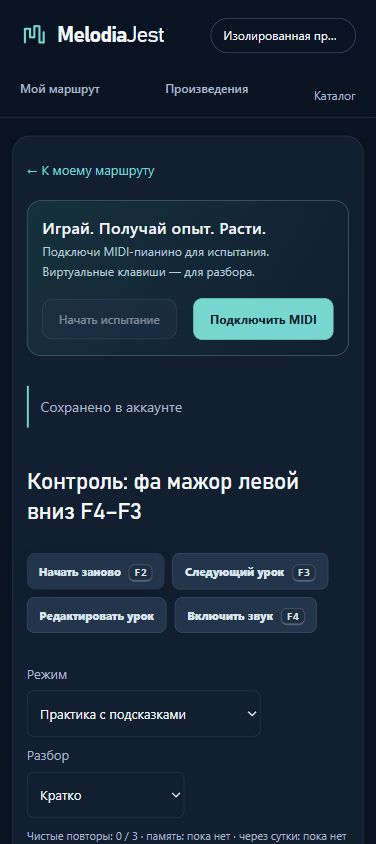 MelodiaJest
Изолированная пр...
Мой маршрут
Произведения
Каталог
← К моему маршруту
Играй. Получай опыт. Расти.
Подключи MIDI-пианино для испытания.
Виртуальные клавиши — для разбора.
Начать испытание
Подключить MIDI
Сохранено в аккаунте
Контроль: фа мажор левой
вниз F4–F3
Начать заново F2
Следующий урок F3
Редактировать урок
Включить звук F4
Режим
Практика с подсказками
Разбор
Кратко
Чистые повторы: 0 / 3 · память: пока нет · через сутки: пока нет